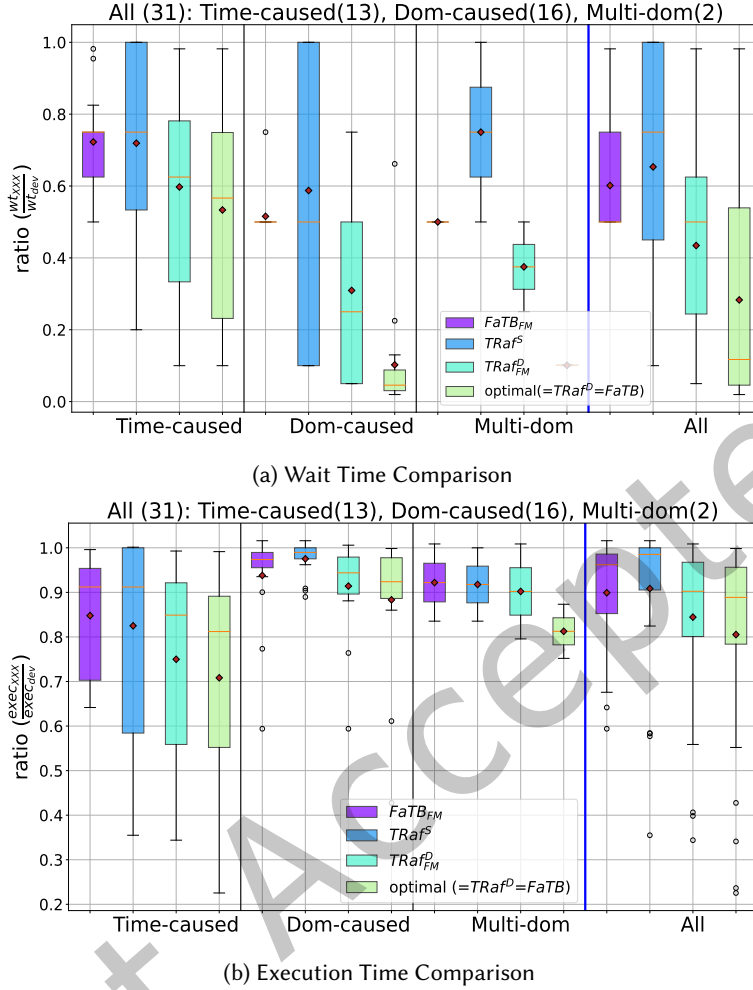 All (31): Time-caused(13), Dom-caused(16), Multi-dom(2)
1.0
0.8
0.6
0.4
0.2
0.0
ratio (wt_XXX/wt_dev)
FaTB_FM
TRaf^S
TRaf^D_FM
optimal(=TRaf^D=FaTB)
Time-caused Dom-caused Multi-dom All
(a) Wait Time Comparison
All (31): Time-caused(13), Dom-caused(16), Multi-dom(2)
1.0
0.9
0.8
0.7
0.6
0.5
0.4
0.3
0.2
ratio (exec_XXX/exec_dev)
FaTB_FM
TRaf^S
TRaf^D_FM
optimal (=TRaf^D=FaTB)
Time-caused Dom-caused Multi-dom All
(b) Execution Time Comparison
t Accepte